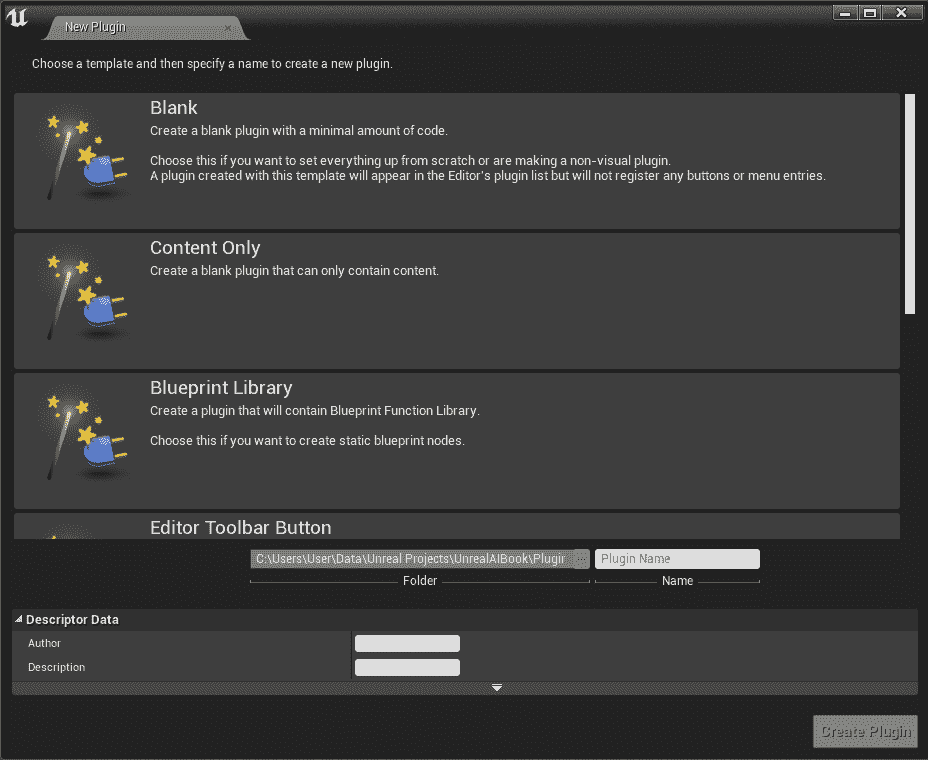 New Plugin
Choose a template and then specify a name to create a new plugin.
Blank
Create a blank plugin with a minimal amount of code.
Choose this if you want to set everything up from scratch or are making a non-visual plugin.
A plugin created with this template will appear in the Editor's plugin list but will not register any buttons or menu entries.
Content Only
Create a blank plugin that can only contain content.
Blueprint Library
Create a plugin that will contain Blueprint Function Library.
Choose this if you want to create static blueprint nodes.
Editor Toolbar Button
C:\Users\User\Data\Unreal Projects\UnrealAIBook\Plugir ... Plugin Name
Folder Name
Descriptor Data
Author
Description
Create Plugin